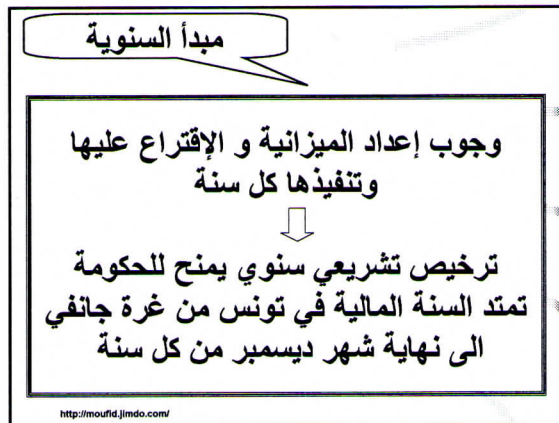 مبدأ السنوية
وجوب إعداد الميزانية و الإقتراع عليها
وتنفيذها كل سنة
ترخيص تشريعي سنوي يمنح للحكومة
تمتد السنة المالية في تونس من غرة جانفي
الى نهاية شهر ديسمبر من كل سنة
http://moufid.jimdo.com/